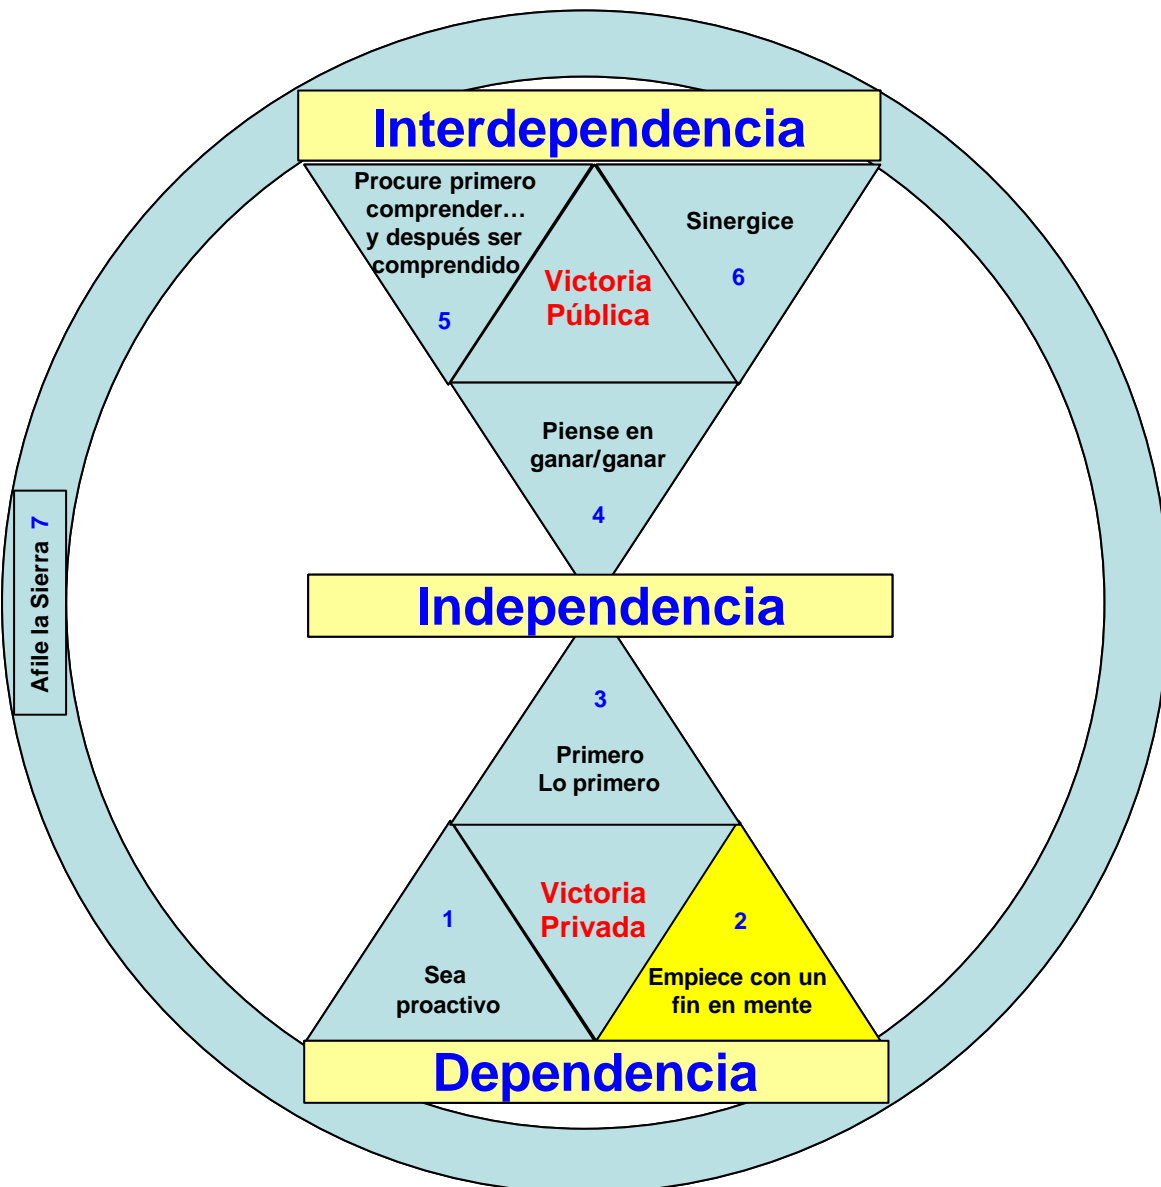 Interdependencia
Procure primero
comprender…
y después ser
comprendido
5
Victoria
Pública
Sinergice
6
Piense en
ganar/ganar
4
Afile la Sierra 7
Independencia
3
Primero
Lo primero
1
Sea
proactivo
Victoria
Privada
2
Empiece con un
fin en mente
Dependencia